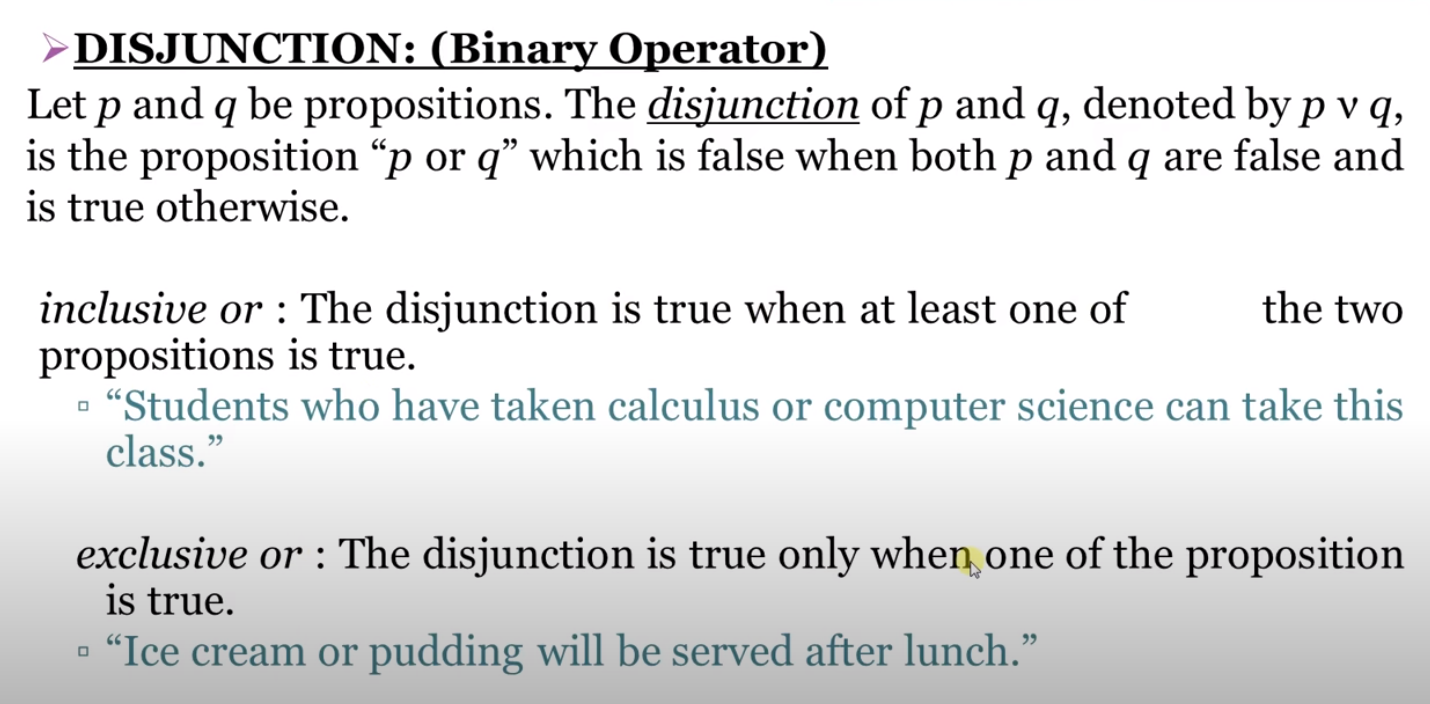 ➢DISJUNCTION: (Binary Operator)
Let p and q be propositions. The disjunction of p and q, denoted by p v q,
is the proposition “p or q” which is false when both p and q are false and
is true otherwise.
inclusive or : The disjunction is true when at least one of the two
propositions is true.
▫ “Students who have taken calculus or computer science can take this
class.”
exclusive or : The disjunction is true only when one of the proposition
is true.
▫ “Ice cream or pudding will be served after lunch.”